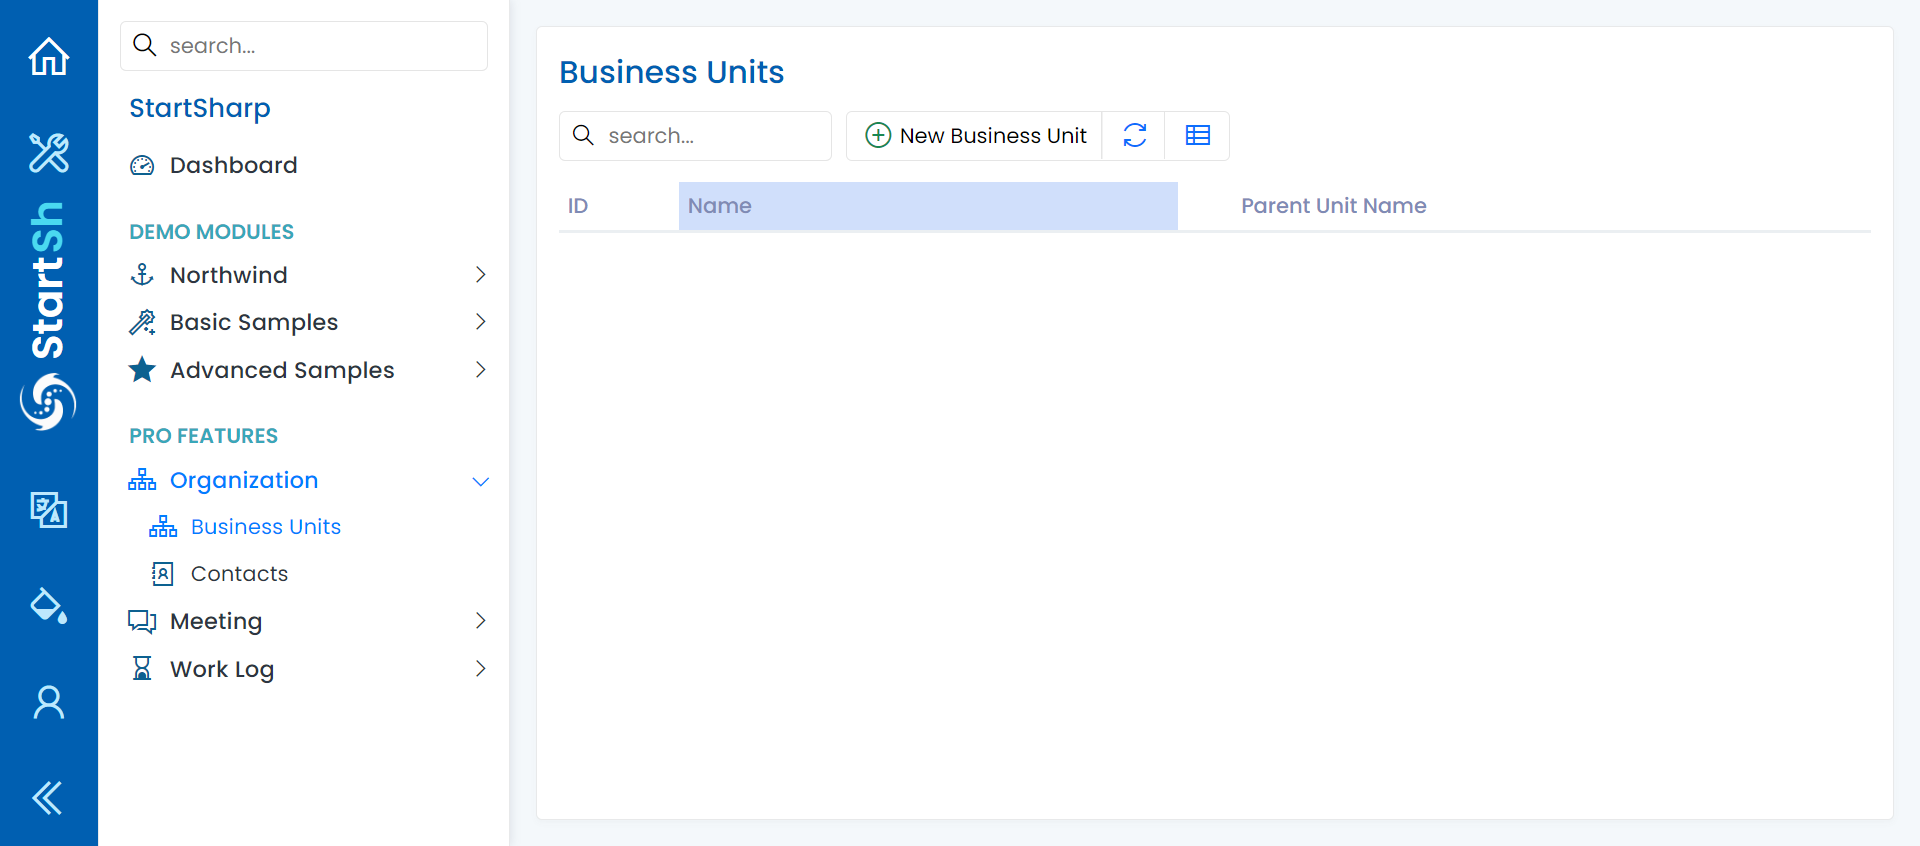 StartSh
search...
StartSharp
Dashboard
DEMO MODULES
Northwind
Basic Samples
Advanced Samples
PRO FEATURES
Organization
Business Units
Contacts
Meeting
Work Log
Business Units
search...
New Business Unit
ID Name Parent Unit Name